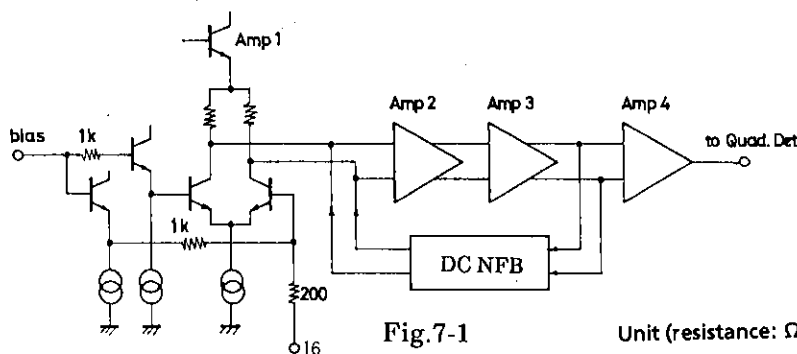 Amp 1
Amp 2
Amp 3
Amp 4
bias
1k
to Quad. Det
1k
DC NFB
200
16
Fig.7-1
Unit (resistance: Ω